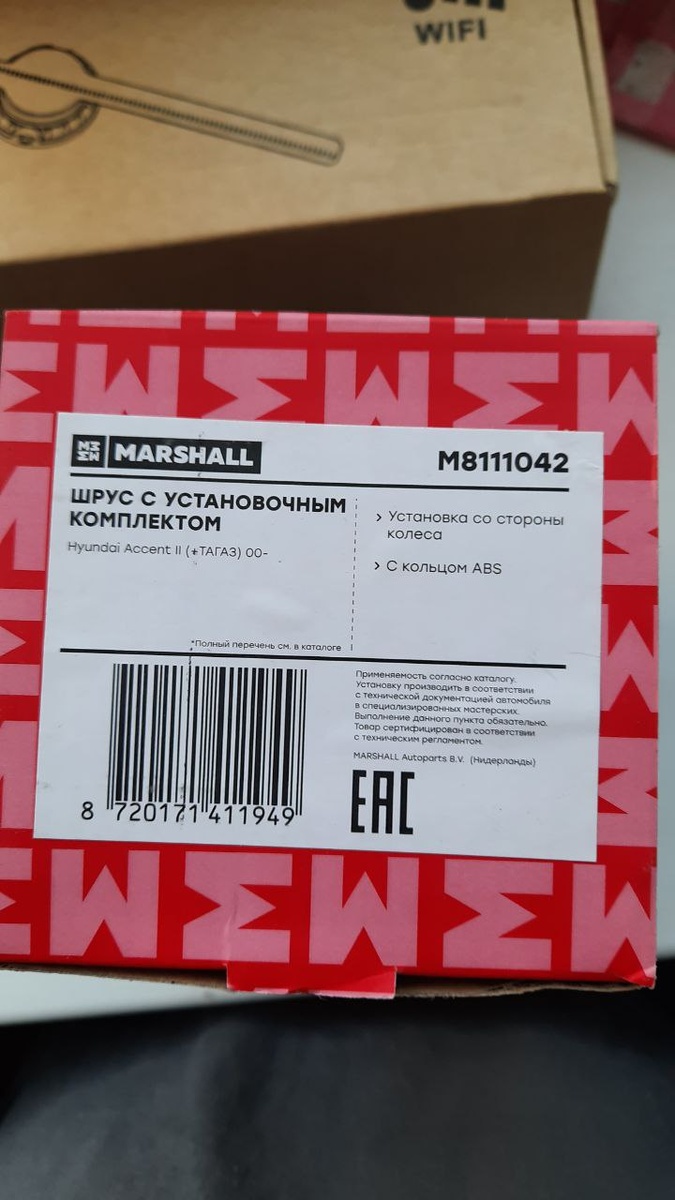 WIFI
MARSHALL
M8111042
ШРУС С УСТАНОВОЧНЫМ
КОМПЛЕКТОМ
Hyundai Accent II (+ТАГАЗ) 00-
*Полный перечень см. в каталоге
› Установка со стороны
колеса
› С кольцом ABS
8 720171 411949
Применяемость согласно каталогу.
Установку производить в соответствии
с технической документацией автомобиля
в специализированных мастерских.
Выполнение данного пункта обязательно.
Товар сертифицирован в соответствии
с техническим регламентом.
MARSHALL Autoparts B.V. (Нидерланды)
EAC